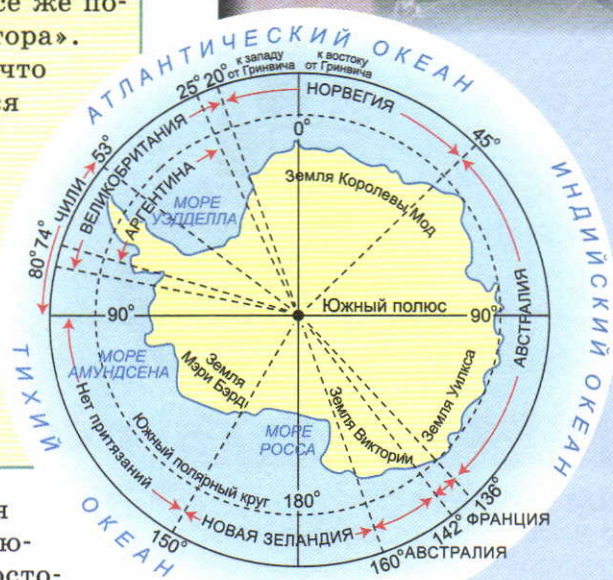 се же по-
тора».
что
ся
АТЛАНТИЧЕСКИЙ ОКЕАН
к западу
от Гринвича
к востоку
от Гринвича
25° 20°
НОРВЕГИЯ
45°
53°
ВЕЛИКОБРИТАНИЯ
ЧИЛИ
АРГЕНТИНА
80° 74°
0°
МОРЕ
УЭДДЕЛЛА
Земля Королевы Мод
ИНДИЙСКИЙ ОКЕАН
АВСТРАЛИЯ
Южный полюс
90°
90°
МОРЕ
АМУНДСЕНА
Земля
Мэри Бэрд
Земля Уилкса
Земля Виктории
МОРЕ
РОССА
ТИХИЙ ОКЕАН
Нет притязаний
Южный полярный круг
180°
НОВАЯ ЗЕЛАНДИЯ
150°
136°
142° ФРАНЦИЯ
160° АВСТРАЛИЯ
я
ю-
осто-